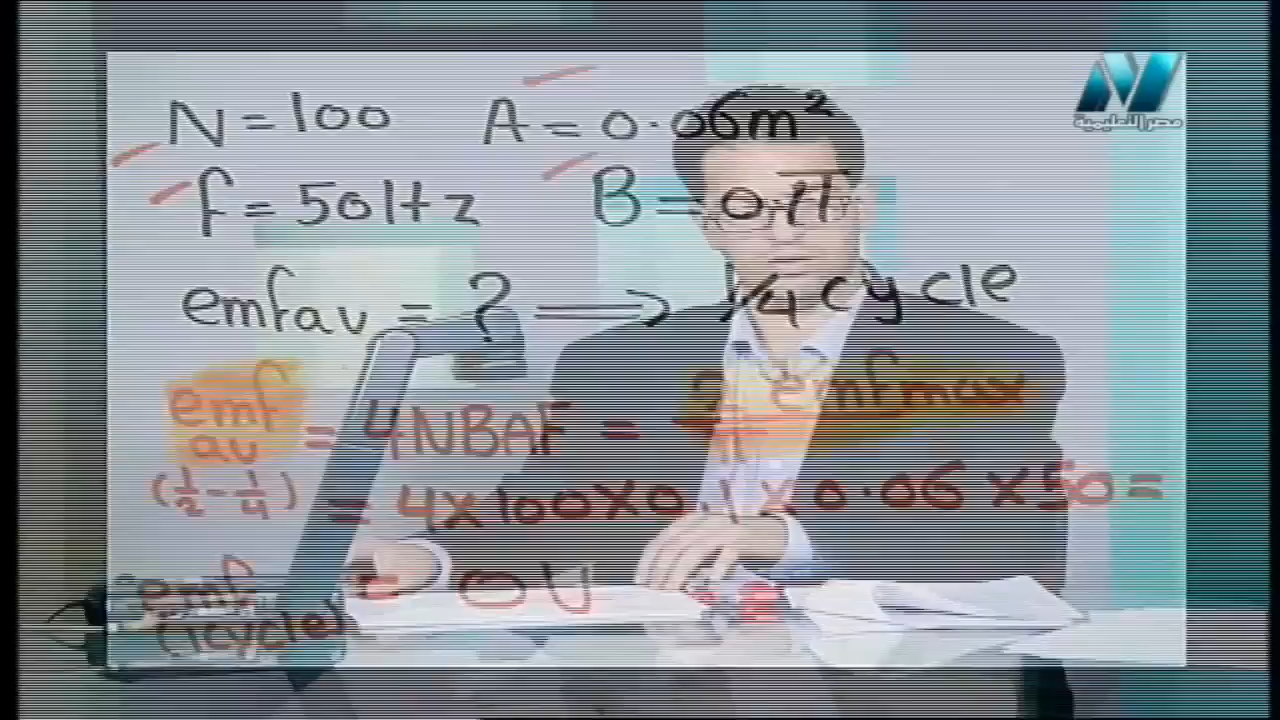 مصر التعليمية
N = 100 A = 0.06m²
f = 50Hz B = 0.1T
emfav = ? ⟹ 1/4 cycle
emf av = 4NBAF = 2 emfmax / π
(1/2 - 1/4) = 4×100×0.1×0.06×50=
emf (1cycle) = 0V